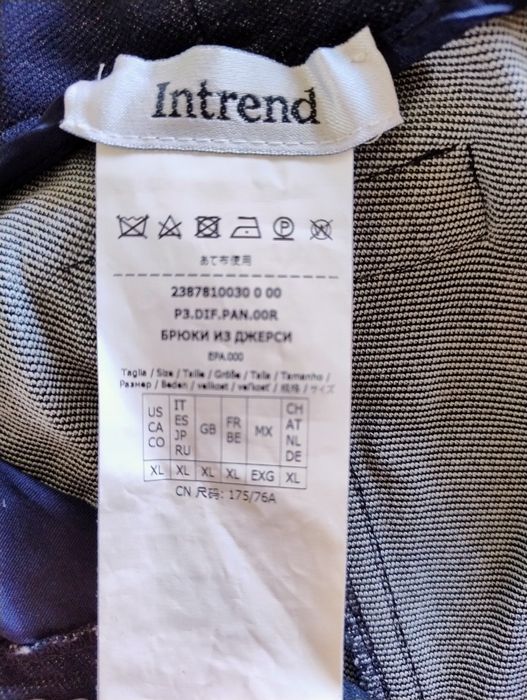 Intrend
あて布使用
2387810030 0 00
P3.DIF.PAN.00R
БРЮКИ ИЗ ДЖЕРСИ
EPA.000
Taglia / Size / Taille / Größe / Talla / Tamanho /
Размер / Beden / velikost / veľkosť / 规格 / サイズ
US CA CO
IT ES JP RU
GB
FR BE
MX
CH AT NL DE
XL XL XL XL EXG XL
CN 尺码: 175/76A